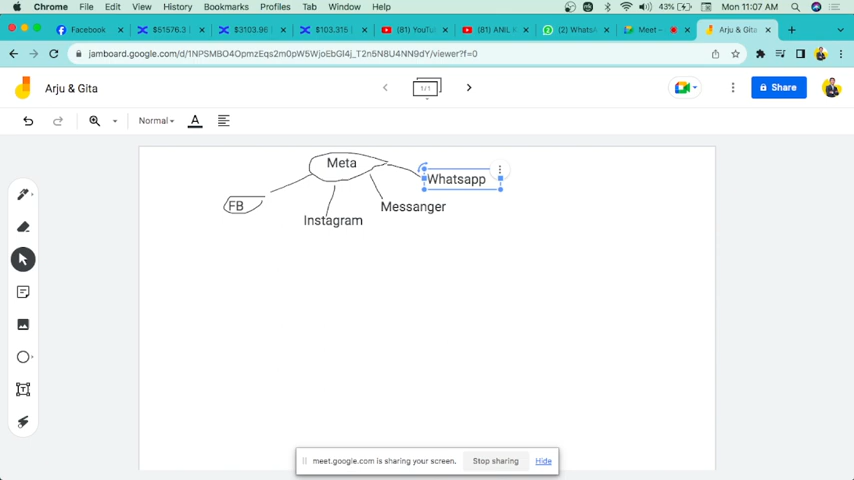 Chrome File Edit View History Bookmarks Profiles Tab Window Help 43% Mon 11:07 AM
Facebook $51576.3 $3103.96 $103.315 (81) YouTu (81) ANIL K (2) WhatsA Meet - Arju & Gita
jamboard.google.com/d/1NPSMBO4OpmzEqs2m0pW5WjoEbGI4j_T2n5N8U4NN9dY/viewer?f=0
Arju & Gita 1/1 Share
Normal A
Meta
Whatsapp
FB
Messanger
Instagram
meet.google.com is sharing your screen. Stop sharing Hide